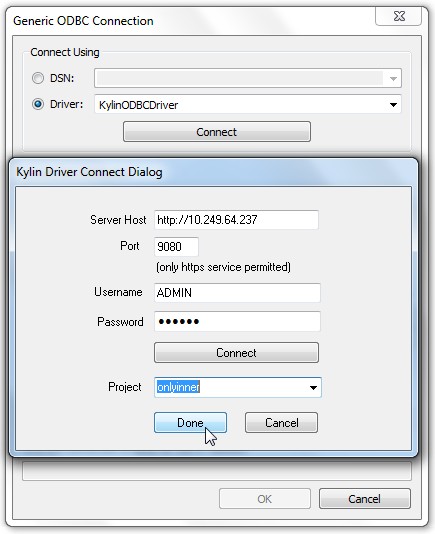 Generic ODBC Connection
Connect Using
DSN:
Driver: KylinODBCDriver
Connect
Kylin Driver Connect Dialog
Server Host http://10.249.64.237
Port 9080
(only https service permitted)
Username ADMIN
Password ••••••
Connect
Project onlyinner
Done Cancel
OK Cancel